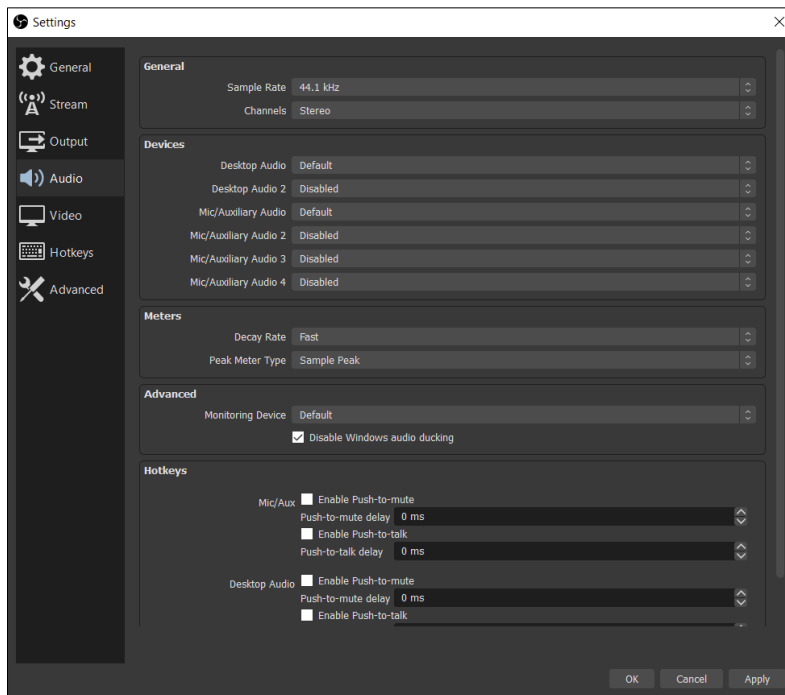 Settings
General
Stream
Output
Audio
Video
Hotkeys
Advanced
General
Sample Rate 44.1 kHz
Channels Stereo
Devices
Desktop Audio Default
Desktop Audio 2 Disabled
Mic/Auxiliary Audio Default
Mic/Auxiliary Audio 2 Disabled
Mic/Auxiliary Audio 3 Disabled
Mic/Auxiliary Audio 4 Disabled
Meters
Decay Rate Fast
Peak Meter Type Sample Peak
Advanced
Monitoring Device Default
Disable Windows audio ducking
Hotkeys
Mic/Aux Enable Push-to-mute
Push-to-mute delay 0 ms
Enable Push-to-talk
Push-to-talk delay 0 ms
Desktop Audio Enable Push-to-mute
Push-to-mute delay 0 ms
Enable Push-to-talk
OK Cancel Apply